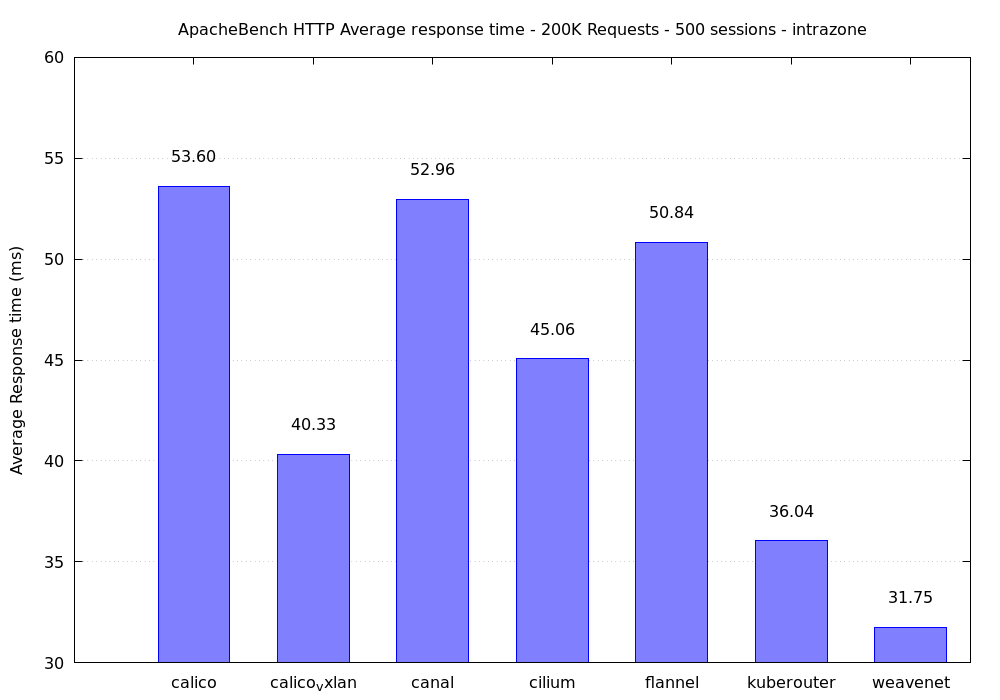 ApacheBench HTTP Average response time - 200K Requests - 500 sessions - intrazone
Average Response time (ms)
60
55
50
45
40
35
30
53.60
40.33
52.96
45.06
50.84
36.04
31.75
calico
calicovxlan
canal
cilium
flannel
kuberouter
weavenet